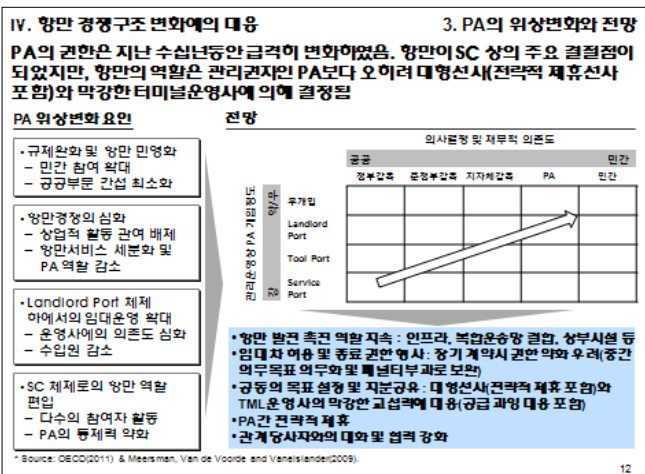 IV. 항만 경쟁구조 변화에의 대응
3. PA의 위상변화와 전망
PA의 권한은 지난 수십년동안 급격히 변화하였음. 항만이 SC 상의 주요 결절점이
되었지만, 항만의 역할은 관리권자인 PA보다 오히려 대형선사(전략적 제휴선사
포함)와 막강한 터미널운영사에 의해 결정됨
PA 위상변화 요인
• 규제완화 및 항만 민영화
– 민간 참여 확대
– 공공부문 간섭 최소화
• 항만경쟁의 심화
– 상업적 활동 관여 배제
– 항만서비스 세분화 및
PA 역할 감소
• Landlord Port 체제
하에서의 임대운영 확대
– 운영사에의 의존도 심화
– 수입원 감소
• SC 체제로의 항만 역할
편입
– 다수의 참여자 활동
– PA의 통제력 약화
전망
의사결정 및 재무적 의존도
공공
민간
정부감독 준정부감독 지자체감독 PA 민간
관리운영상 PA 개입정도
약/무
강
무개입
Landlord
Port
Tool Port
Service
Port
• 항만 발전 촉진 역할 지속 : 인프라, 복합운송망 결합, 상부시설 등
• 임대차 허용 및 종료 권한 행사 : 장기 계약시 권한 약화 우려(중간
의무목표 의무화 및 패널티 부과로 보완)
• 공동의 목표 설정 및 지분공유 : 대형선사(전략적 제휴 포함)와
TML운영사의 막강한 교섭력에 대응(공급 과잉 대응 포함)
• PA간 전략적 제휴
• 관계당사자와의 대화 및 협력 강화
* Source: OECD(2011) & Meersman, Van de Voorde and Vanelslander(2009).
12